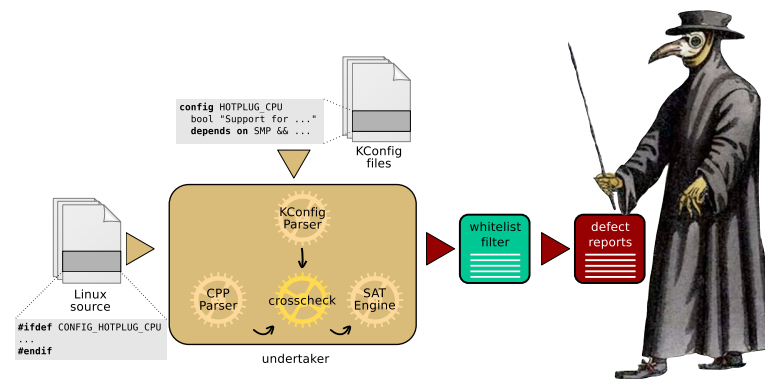 config HOTPLUG_CPU
bool "Support for ..."
depends on SMP && ...
KConfig
files
Linux
source
#ifdef CONFIG_HOTPLUG_CPU
...
#endif
KConfig
Parser
CPP
Parser
crosscheck
SAT
Engine
undertaker
whitelist
filter
defect
reports